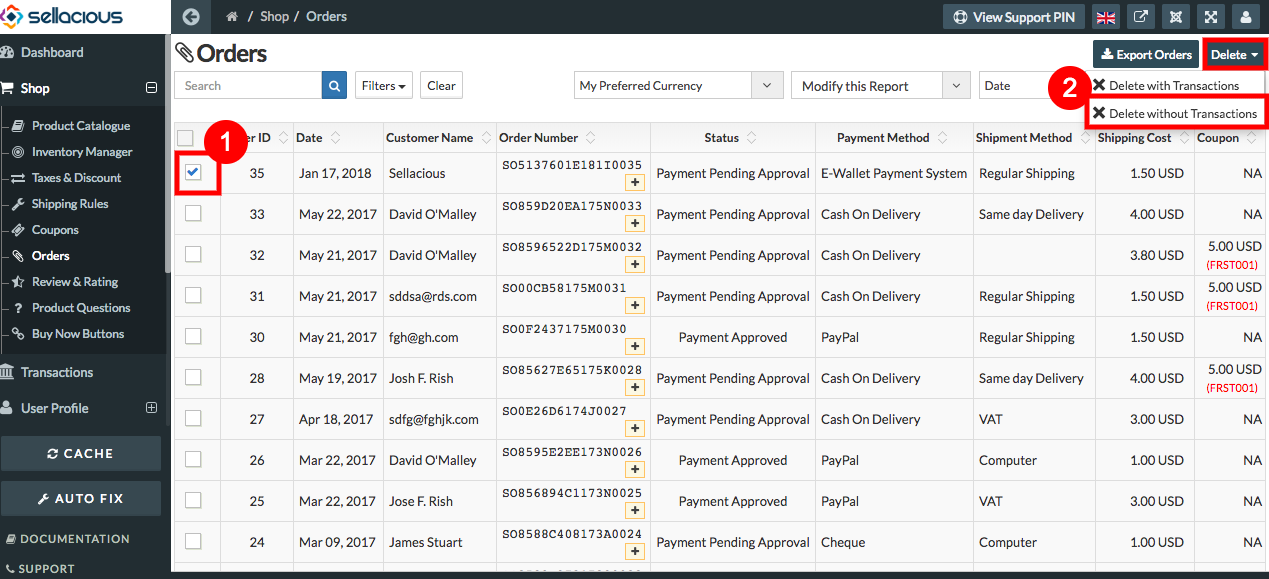 sellacious
/ Shop / Orders
View Support PIN
Dashboard
Shop
Product Catalogue
Inventory Manager
Taxes & Discount
Shipping Rules
Coupons
Orders
Review & Rating
Product Questions
Buy Now Buttons
Transactions
User Profile
CACHE
AUTO FIX
DOCUMENTATION
SUPPORT
Orders
Export Orders
Delete
Search
Filters
Clear
My Preferred Currency
Modify this Report
Date
2
Delete with Transactions
Delete without Transactions
1
er ID Date Customer Name Order Number Status Payment Method Shipment Method Shipping Cost Coupon
35 Jan 17, 2018 Sellacious SO5137601E181I0035 + Payment Pending Approval E-Wallet Payment System Regular Shipping 1.50 USD NA
33 May 22, 2017 David O'Malley SO859D20EA175N0033 + Payment Pending Approval Cash On Delivery Same day Delivery 4.00 USD NA
32 May 21, 2017 David O'Malley SO8596522D175M0032 + Payment Pending Approval Cash On Delivery 3.80 USD 5.00 USD
(FRST001)
31 May 21, 2017 sddsa@rds.com SO0CB58175M0031 + Payment Pending Approval Cash On Delivery Regular Shipping 1.50 USD 5.00 USD
(FRST001)
30 May 21, 2017 fgh@gh.com SO0F2437175M0030 + Payment Approved PayPal Regular Shipping 1.50 USD NA
28 May 19, 2017 Josh F. Rish SO85627E65175K0028 + Payment Pending Approval Cash On Delivery Same day Delivery 4.00 USD 5.00 USD
(FRST001)
27 Apr 18, 2017 sdfg@fghjk.com SO0E26D6174J0027 + Payment Pending Approval Cash On Delivery VAT 3.00 USD NA
26 Mar 22, 2017 David O'Malley SO8595E2EE173N0026 + Payment Approved PayPal Computer 1.00 USD NA
25 Mar 22, 2017 Jose F. Rish SO856894C1173N0025 + Payment Approved PayPal VAT 3.00 USD NA
24 Mar 09, 2017 James Stuart SO8588C408173A0024 + Payment Pending Approval Cheque Computer 1.00 USD NA